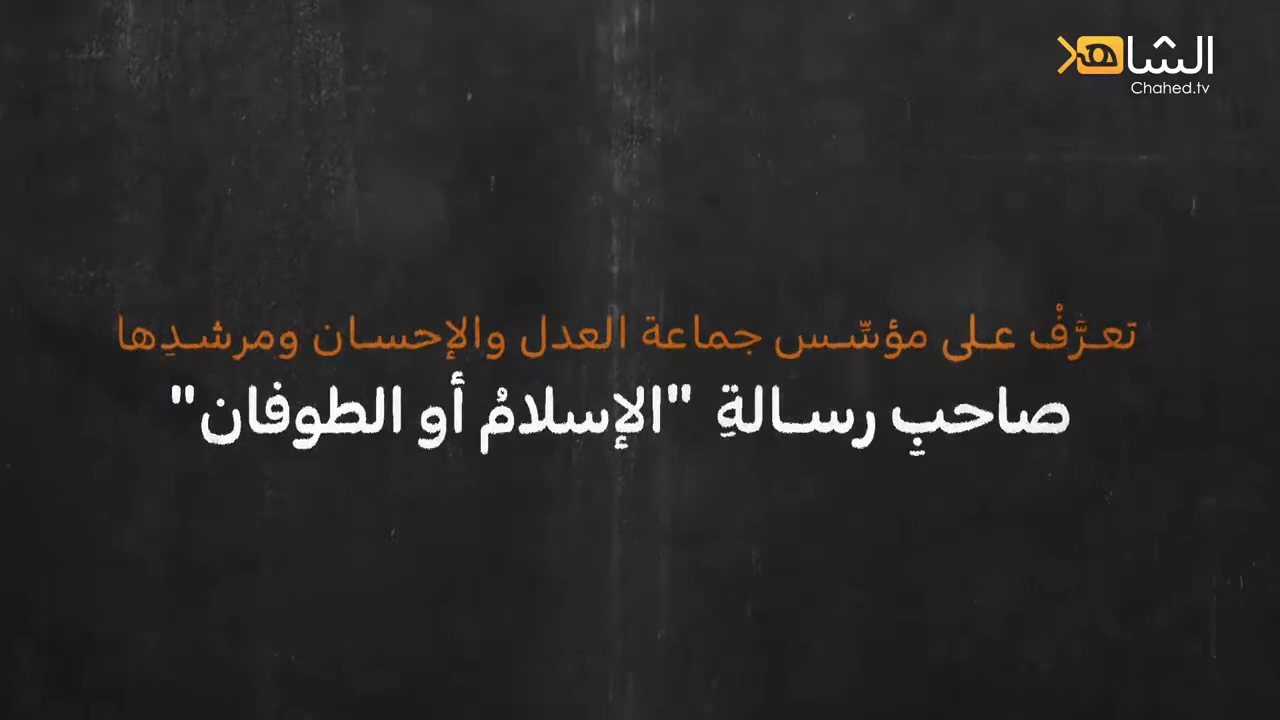 الشاهد
Chahed.tv
تعرَّفْ على مؤسِّس جماعة العدل والإحسان ومرشدِها
صاحبِ رسالةِ "الإسلامُ أو الطوفان"